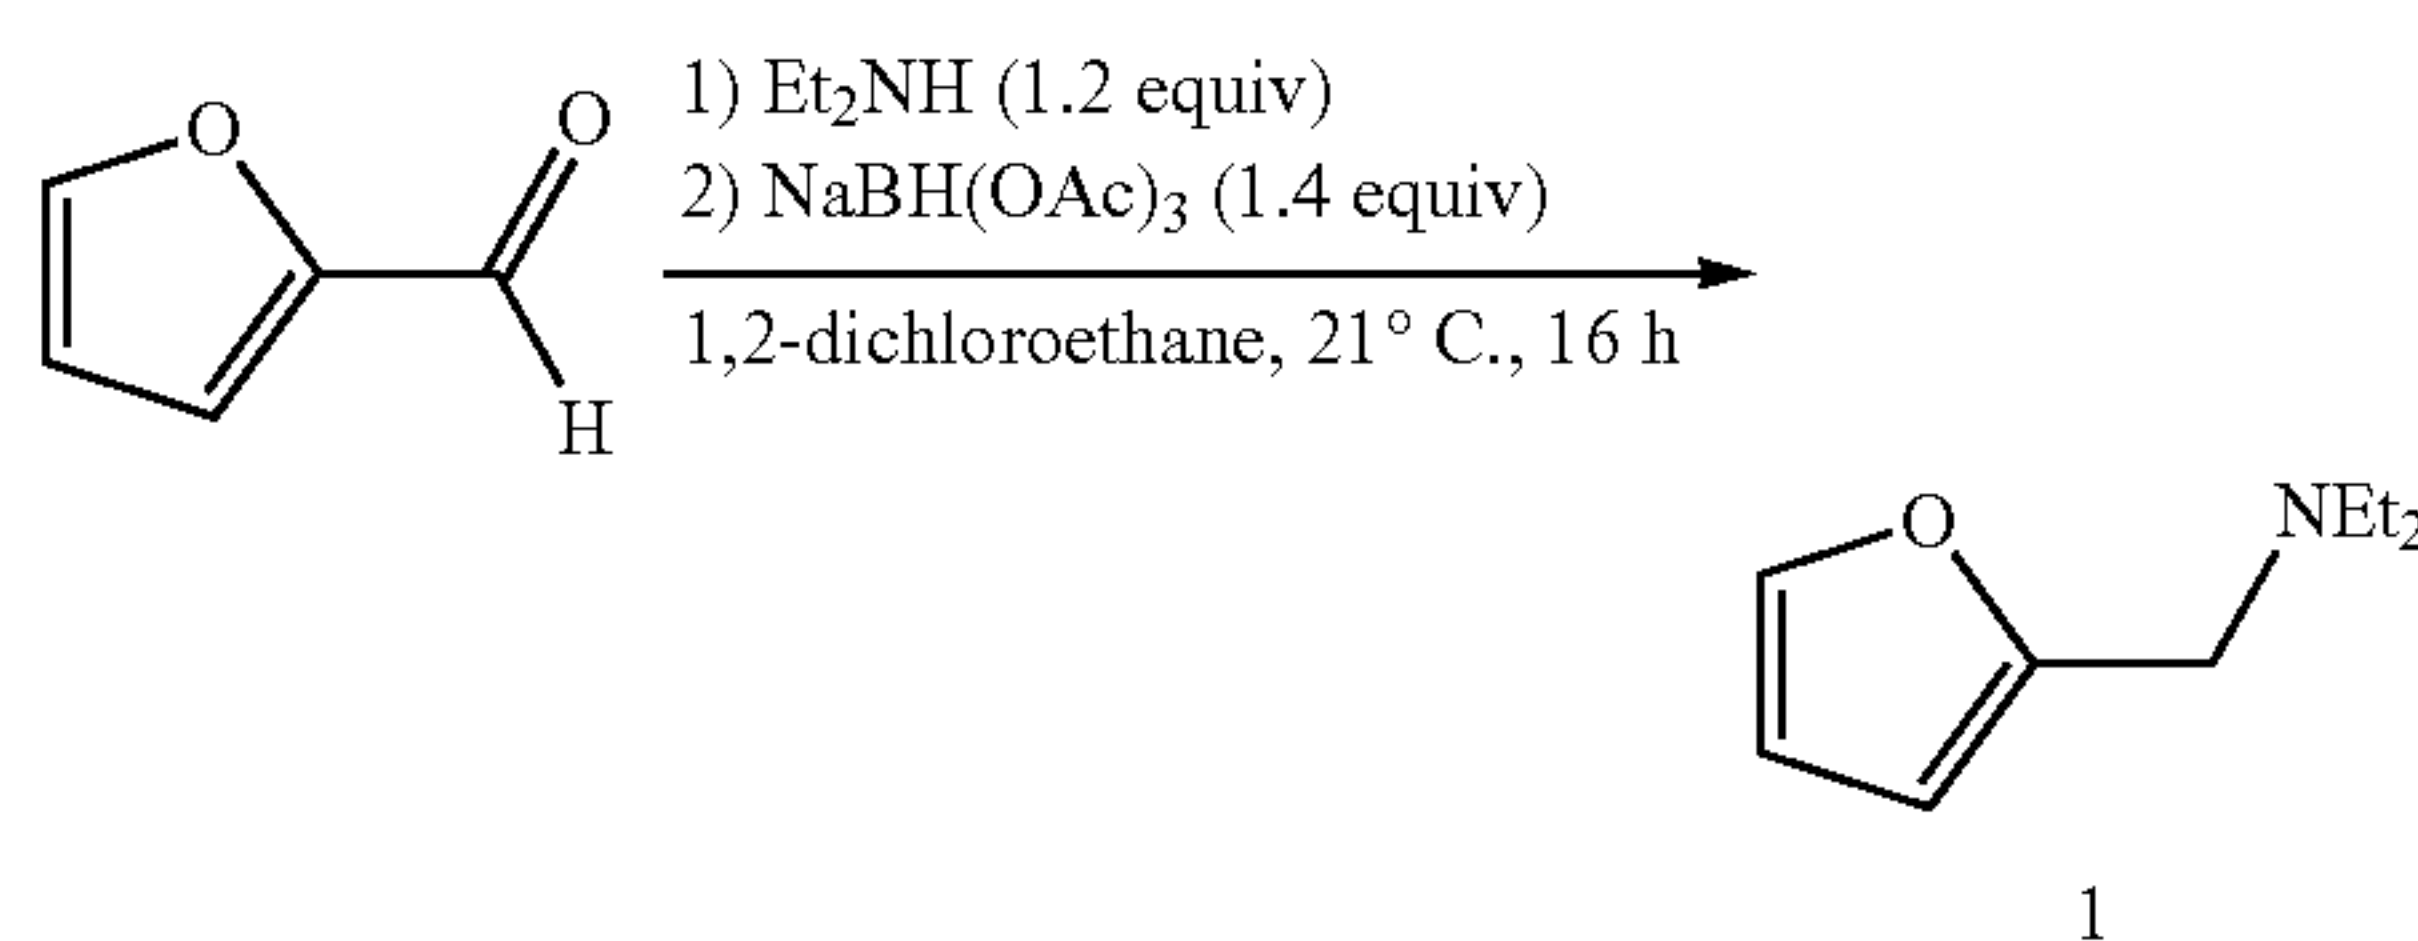 O
O
H
1) Et2NH (1.2 equiv)
2) NaBH(OAc)3 (1.4 equiv)
1,2-dichloroethane, 21° C., 16 h
O
NEt2
1